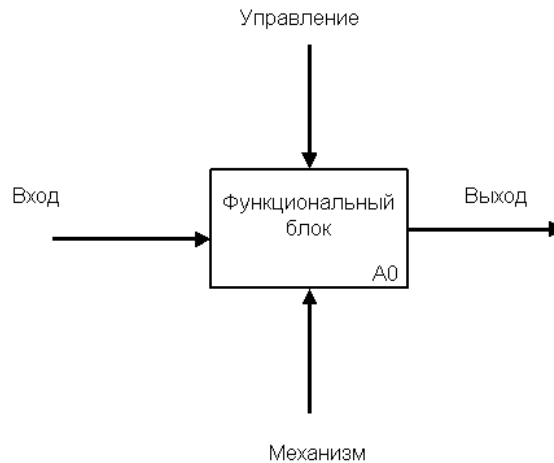 Управление
Вход
Функциональный
блок
Выход
A0
Механизм